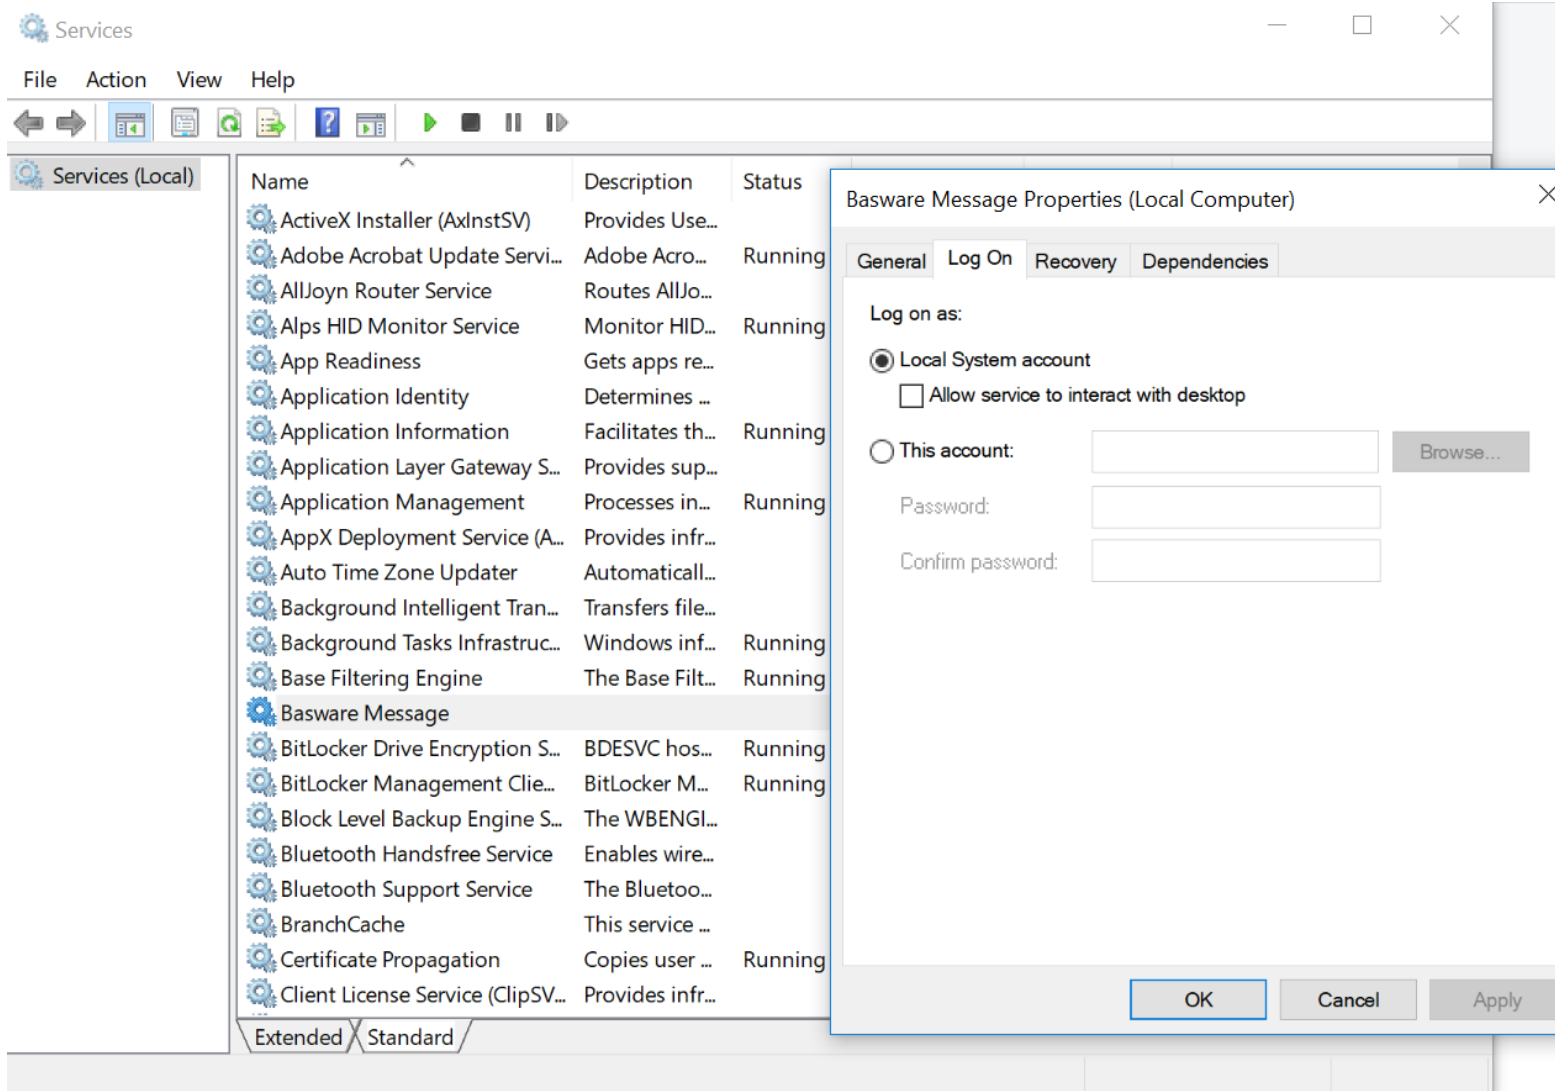 Services
File Action View Help
Services (Local)
Name Description Status
ActiveX Installer (AxInstSV) Provides Use...
Adobe Acrobat Update Servi... Adobe Acro... Running
AllJoyn Router Service Routes AllJo...
Alps HID Monitor Service Monitor HID... Running
App Readiness Gets apps re...
Application Identity Determines ...
Application Information Facilitates th... Running
Application Layer Gateway S... Provides sup...
Application Management Processes in... Running
AppX Deployment Service (A... Provides infr...
Auto Time Zone Updater Automaticall...
Background Intelligent Tran... Transfers file...
Background Tasks Infrastruc... Windows inf... Running
Base Filtering Engine The Base Filt... Running
Basware Message
BitLocker Drive Encryption S... BDESVC hos... Running
BitLocker Management Clie... BitLocker M... Running
Block Level Backup Engine S... The WBENGI...
Bluetooth Handsfree Service Enables wire...
Bluetooth Support Service The Bluetoo...
BranchCache This service ...
Certificate Propagation Copies user ... Running
Client License Service (ClipSV... Provides infr...
Extended Standard
Basware Message Properties (Local Computer)
General Log On Recovery Dependencies
Log on as:
Local System account
Allow service to interact with desktop
This account: Browse...
Password:
Confirm password:
OK Cancel Apply